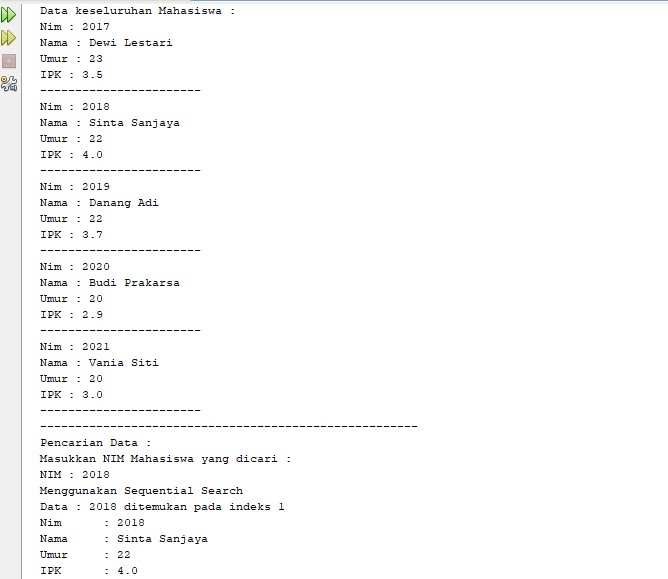 Data keseluruhan Mahasiswa :
Nim : 2017
Nama : Dewi Lestari
Umur : 23
IPK : 3.5
-----------------------
Nim : 2018
Nama : Sinta Sanjaya
Umur : 22
IPK : 4.0
-----------------------
Nim : 2019
Nama : Danang Adi
Umur : 22
IPK : 3.7
-----------------------
Nim : 2020
Nama : Budi Prakarsa
Umur : 20
IPK : 2.9
-----------------------
Nim : 2021
Nama : Vania Siti
Umur : 20
IPK : 3.0
-----------------------
------------------------------------------------------
Pencarian Data :
Masukkan NIM Mahasiswa yang dicari :
NIM : 2018
Menggunakan Sequential Search
Data : 2018 ditemukan pada indeks 1
Nim      : 2018
Nama     : Sinta Sanjaya
Umur     : 22
IPK      : 4.0